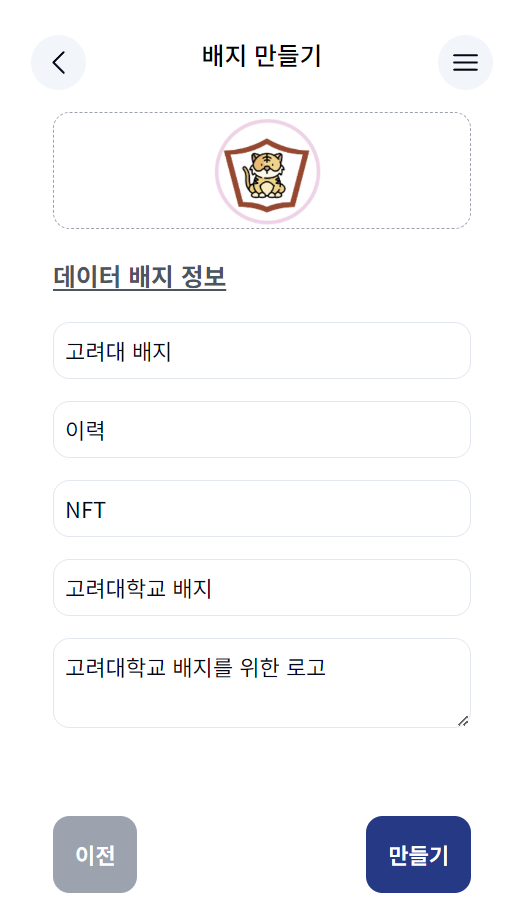 배지 만들기
데이터 배지 정보
고려대 배지
이력
NFT
고려대학교 배지
고려대학교 배지를 위한 로고
이전
만들기